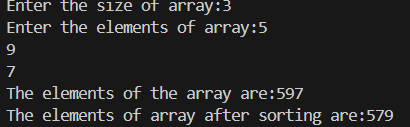 Enter the size of array:3
Enter the elements of array:5
9
7
The elements of the array are:597
The elements of array after sorting are:579